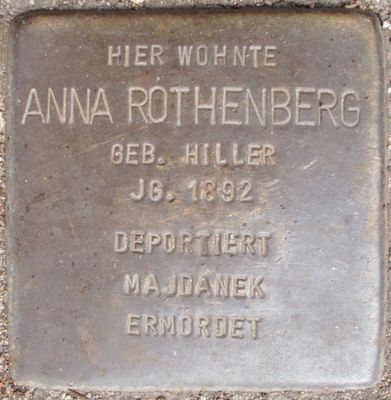 HIER WOHNTE
ANNA ROTHENBERG
GEB. HILLER
JG. 1892
DEPORTIERT
MAJDANEK
ERMORDET